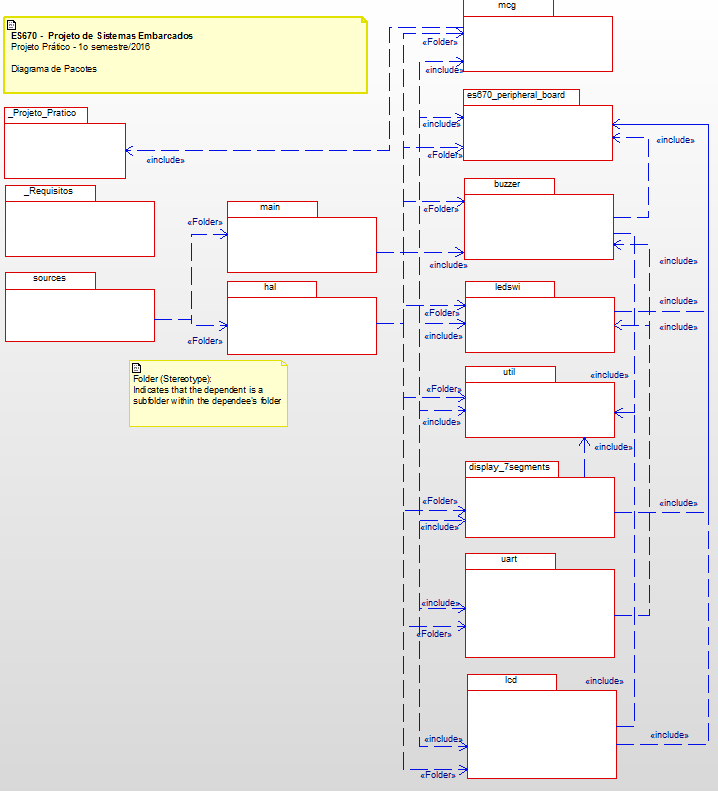 ES670 - Projeto de Sistemas Embarcados
Projeto Prático - 1o semestre/2016
Diagrama de Pacotes
mcg
«Folder»
«include»
_Projeto_Pratico
«include»
es670_peripheral_board
«include»
«Folder»
«include»
_Requisitos
buzzer
«Folder»
«include»
«include»
main
«Folder»
sources
hal
«Folder»
ledswi
«Folder»
«include»
«include»
«include»
Folder (Stereotype):
Indicates that the dependent is a
subfolder within the dependee's folder
util
«include»
«Folder»
«include»
«include»
display_7segments
«Folder»
«include»
«include»
uart
«include»
«Folder»
lcd
«include»
«include»
«include»
«Folder»